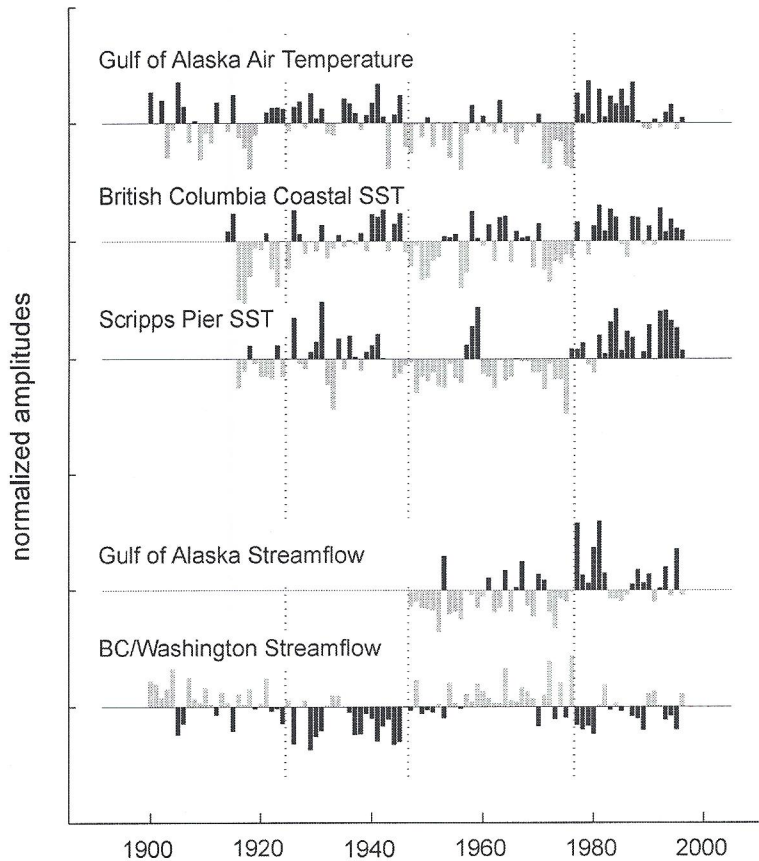 Gulf of Alaska Air Temperature
British Columbia Coastal SST
Scripps Pier SST
normalized amplitudes
Gulf of Alaska Streamflow
BC/Washington Streamflow
1900 1920 1940 1960 1980 2000